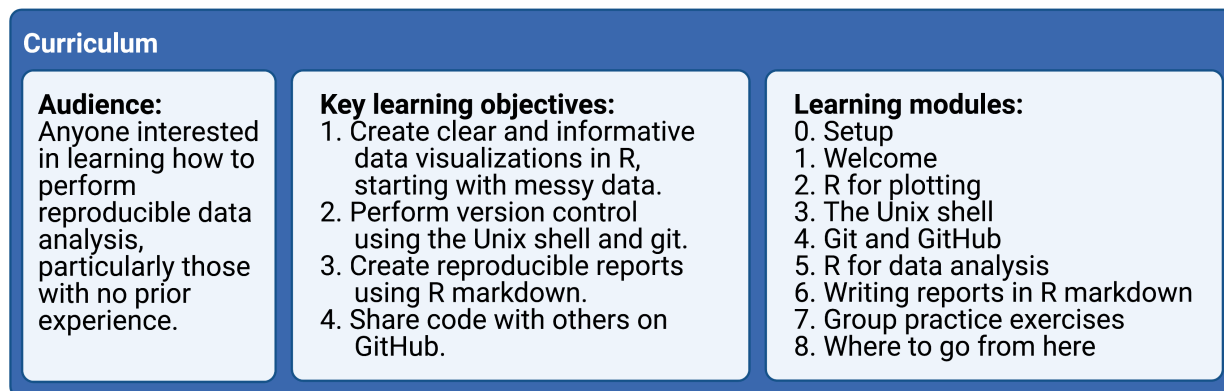 Curriculum
Audience:
Anyone interested
in learning how to
perform
reproducible data
analysis,
particularly those
with no prior
experience.
Key learning objectives:
1. Create clear and informative
data visualizations in R,
starting with messy data.
2. Perform version control
using the Unix shell and git.
3. Create reproducible reports
using R markdown.
4. Share code with others on
GitHub.
Learning modules:
0. Setup
1. Welcome
2. R for plotting
3. The Unix shell
4. Git and GitHub
5. R for data analysis
6. Writing reports in R markdown
7. Group practice exercises
8. Where to go from here